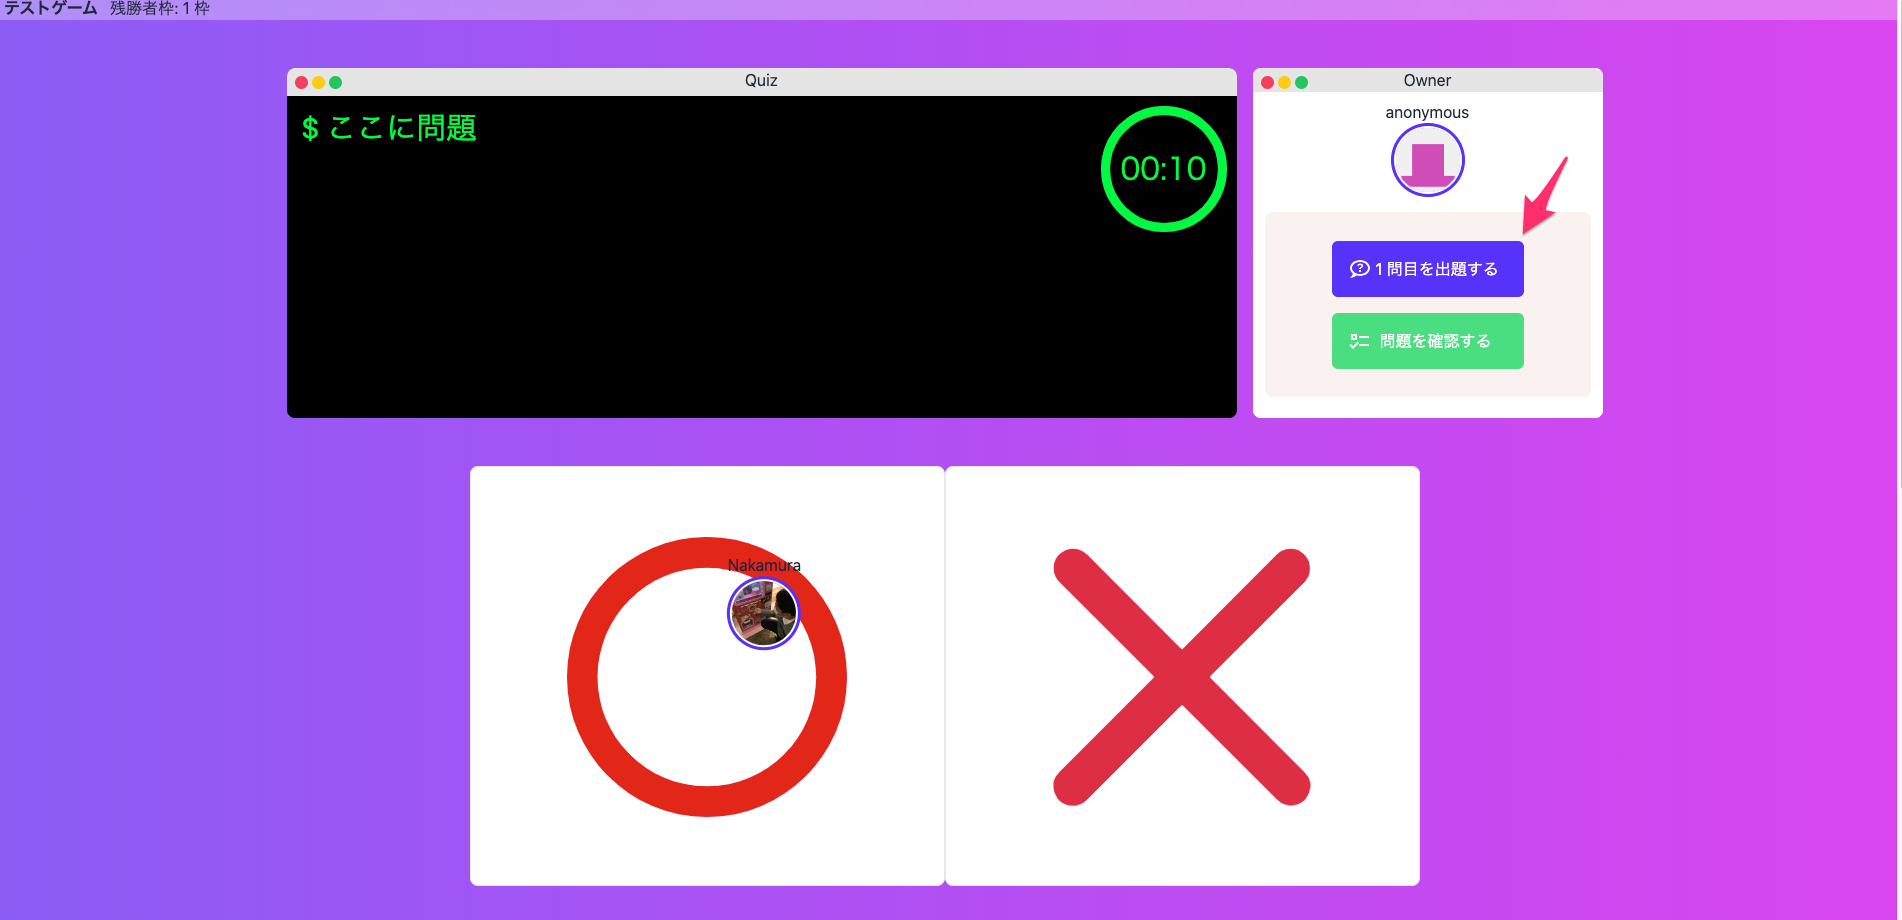 テストゲーム 残勝者枠: 1 枠
Quiz
$ ここに問題
00:10
Owner
anonymous
1 問目を出題する
問題を確認する
Nakamura